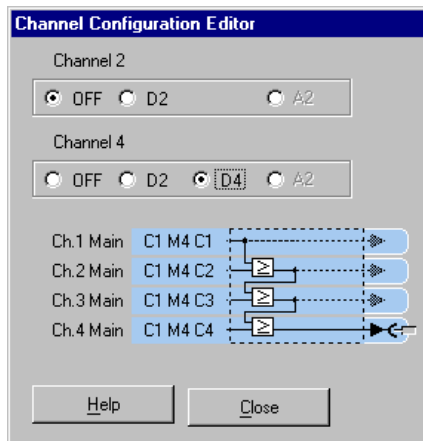 Channel Configuration Editor
Channel 2
OFF D2 A2
Channel 4
OFF D2 D4 A2
Ch.1 Main C1 M4 C1
Ch.2 Main C1 M4 C2
≥
Ch.3 Main C1 M4 C3
≥
Ch.4 Main C1 M4 C4
≥
Help Close